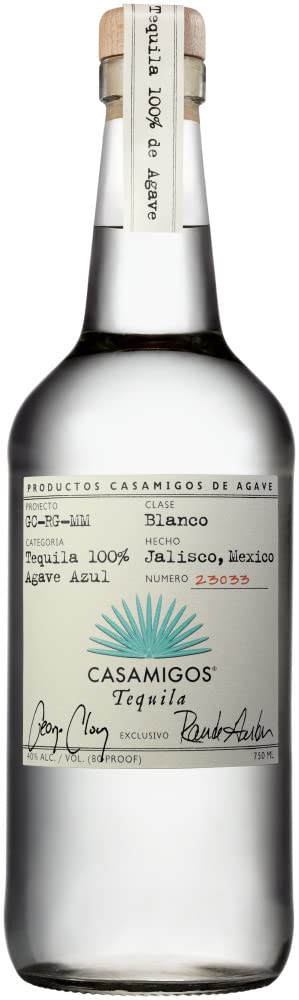 Tequila 100% de Agave
PRODUCTOS CASAMIGOS DE AGAVE
PROYECTO
GC-RG-MM
CLASE
Blanco
CATEGORIA
Tequila 100%
Agave Azul
HECHO
Jalisco, Mexico
NUMERO 23033
CASAMIGOS®
Tequila
EXCLUSIVO
40% ALC. / VOL. (80 PROOF)
750 ML